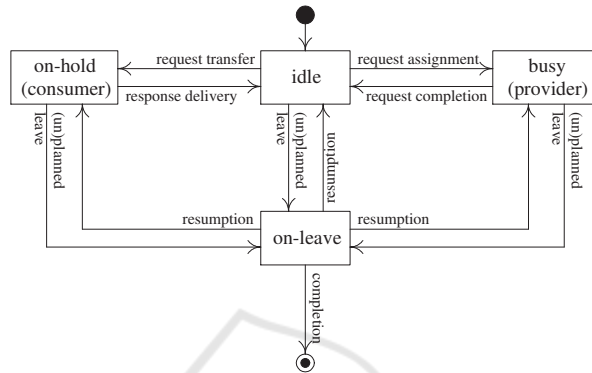 on-hold
(consumer)
request transfer
response delivery
idle
request assignment
request completion
busy
(provider)
(un)planned
leave
(un)planned
leave
resumption
(un)planned
leave
resumption
on-leave
resumption
completion